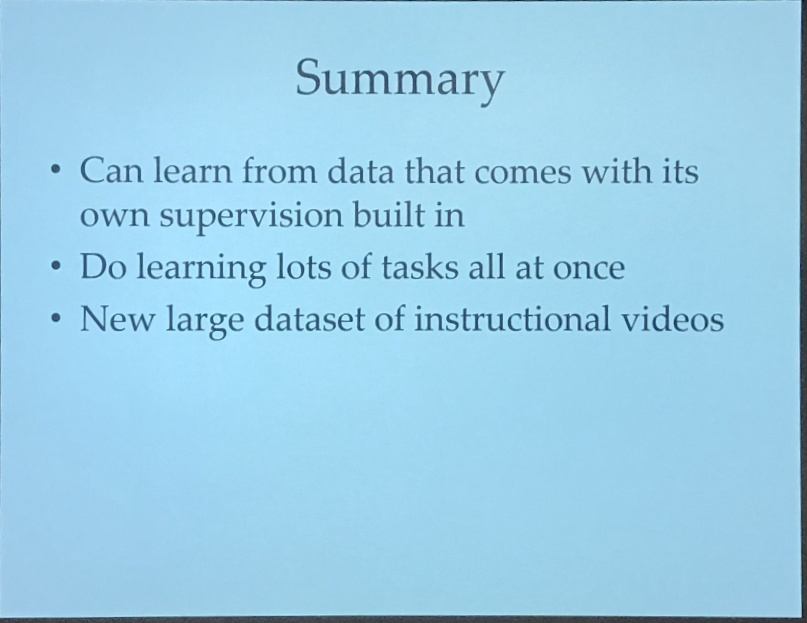 Summary
• Can learn from data that comes with its
own supervision built in
• Do learning lots of tasks all at once
• New large dataset of instructional videos